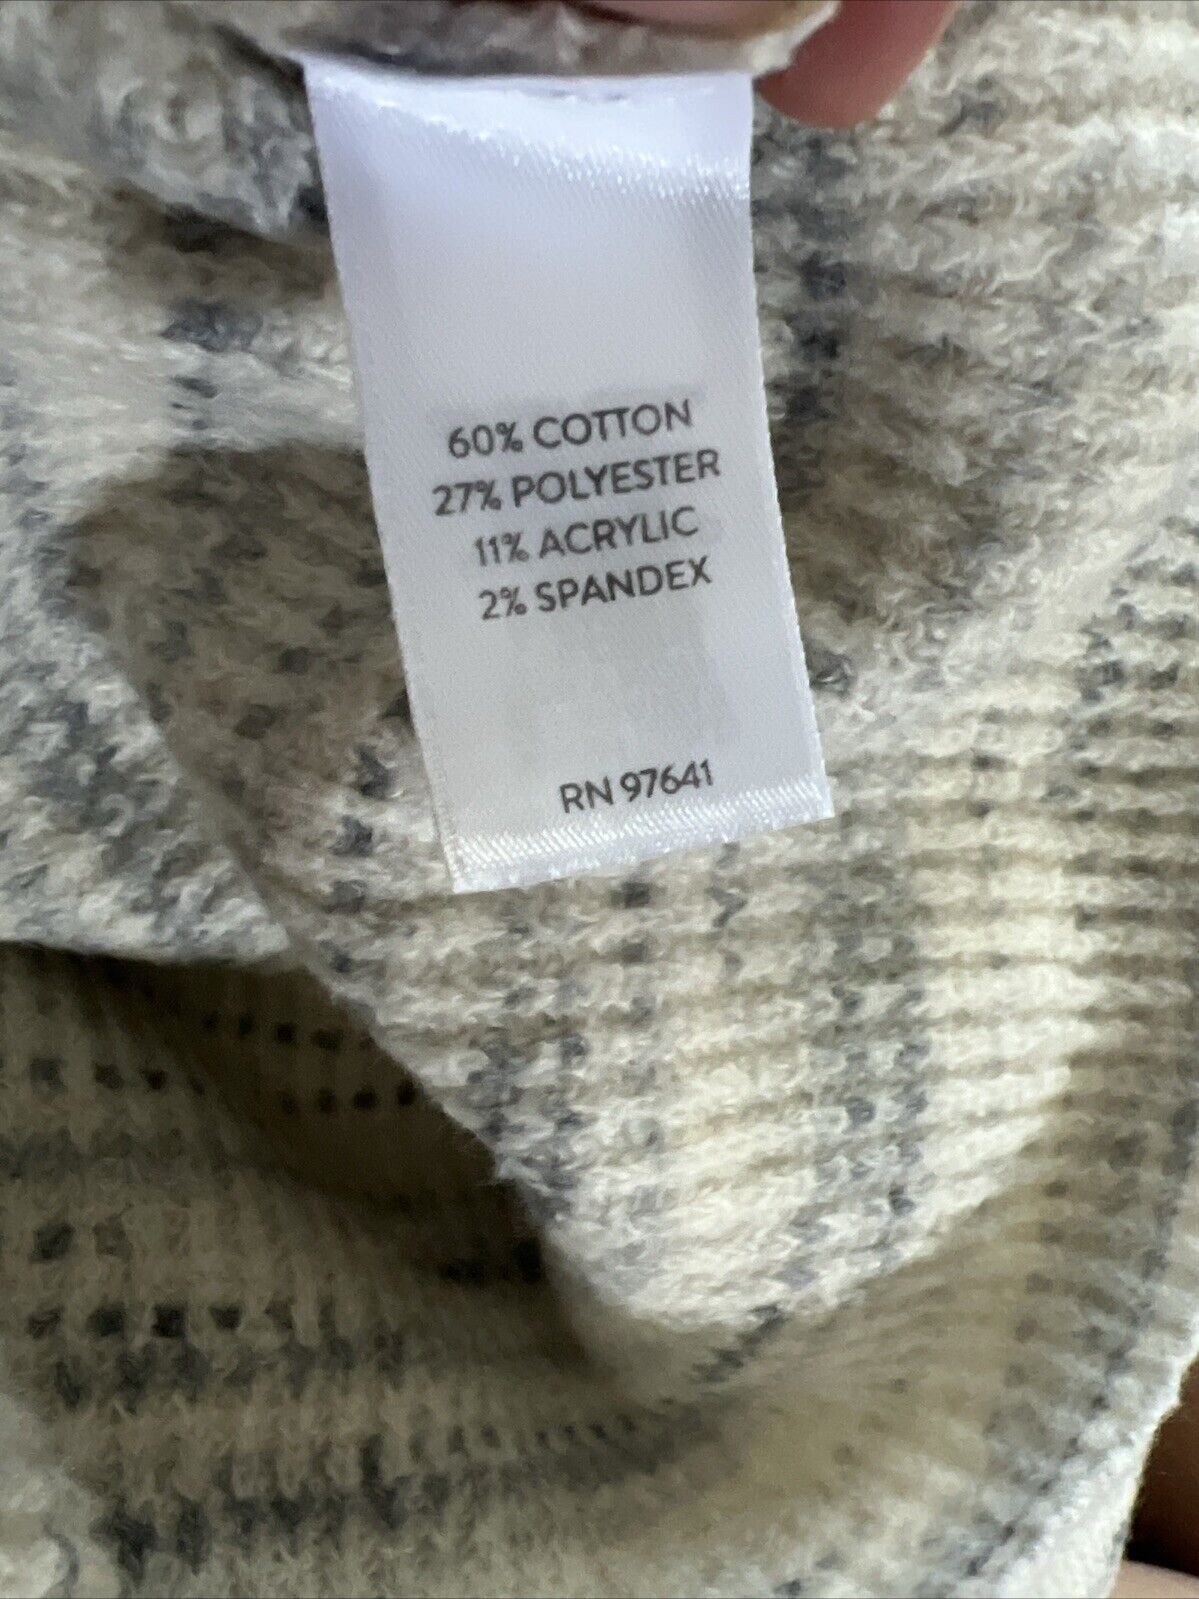 60% COTTON
27% POLYESTER
11% ACRYLIC
2% SPANDEX
RN 97641